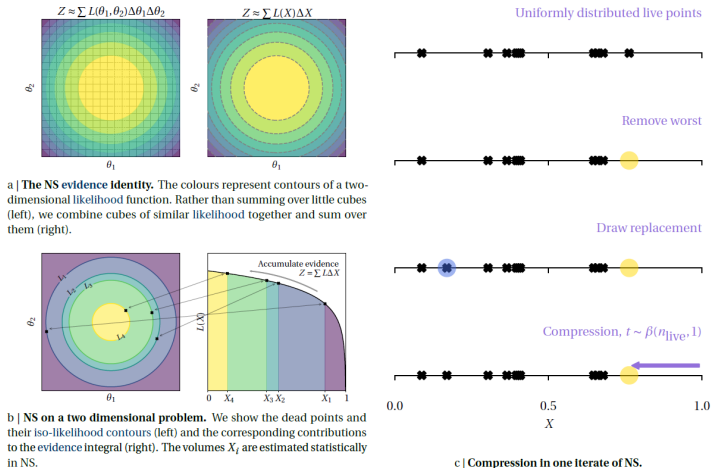 Z ≈ ∑ L(θ₁, θ₂)Δθ₁Δθ₂
Z ≈ ∑ L(X)ΔX
θ₂
θ₁
θ₂
θ₁
a | The NS evidence identity. The colours represent contours of a two-
dimensional likelihood function. Rather than summing over little cubes
(left), we combine cubes of similar likelihood together and sum over
them (right).
L₁
L₂
L₃
L₄
θ₂
θ₁
Accumulate evidence
Z = ∑ LΔX
L(X)
0 X₄ X₃ X₂ X₁ 1
b | NS on a two dimensional problem. We show the dead points and
their iso-likelihood contours (left) and the corresponding contributions
to the evidence integral (right). The volumes Xᵢ are estimated statistically
in NS.
Uniformly distributed live points
Remove worst
Draw replacement
Compression, t ~ β(n_live, 1)
0.0 0.5 1.0
X
c | Compression in one iterate of NS.